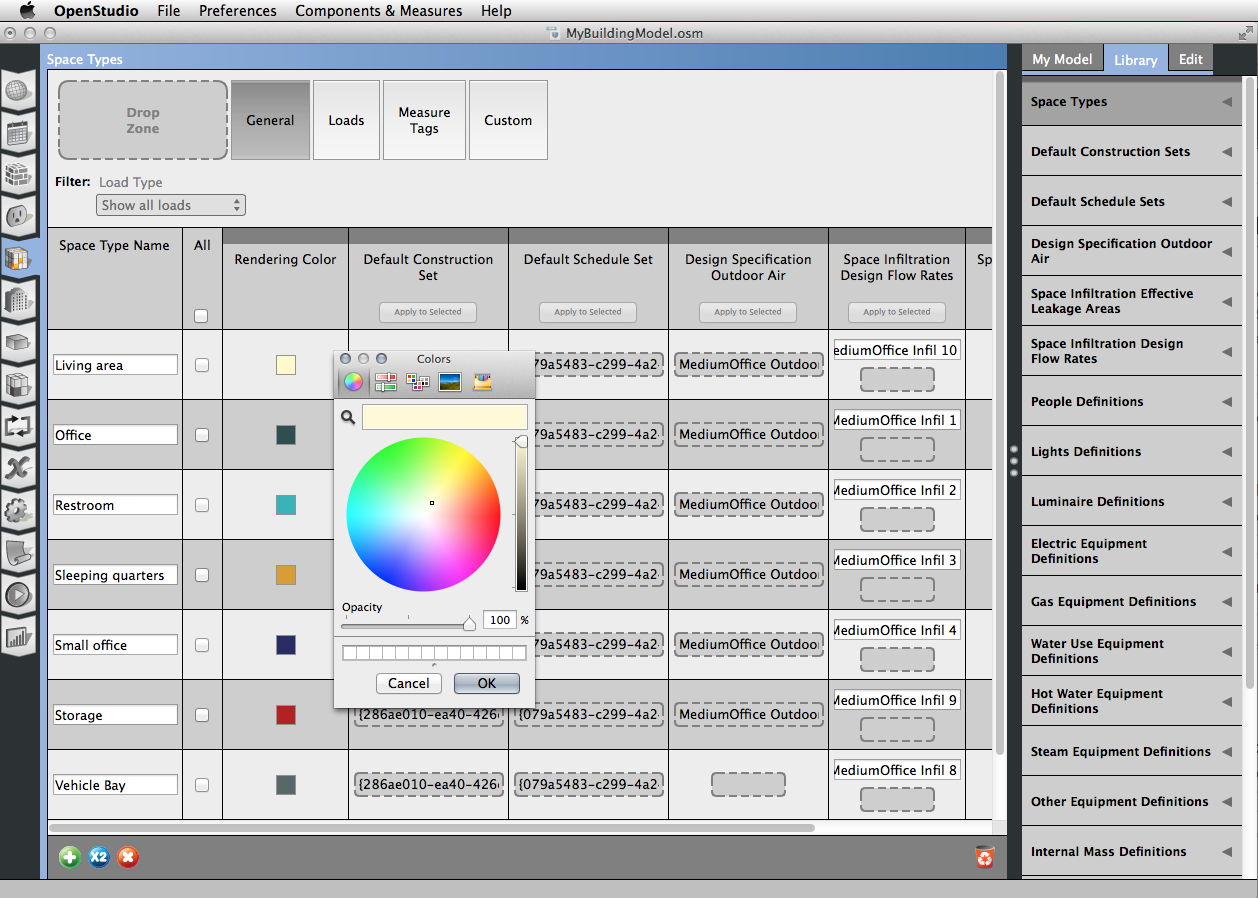 OpenStudio File Preferences Components & Measures Help
MyBuildingModel.osm
Space Types
My Model Library Edit
Drop
Zone
General
Loads
Measure
Tags
Custom
Filter: Load Type
Show all loads
Space Type Name
All
Rendering Color
Default Construction
Set
Apply to Selected
Default Schedule Set
Apply to Selected
Design Specification
Outdoor Air
Apply to Selected
Space Infiltration
Design Flow Rates
Apply to Selected
Sp
Living area
079a5483-c299-4a2
MediumOffice Outdoo
ediumOffice Infil 10
Office
079a5483-c299-4a2
MediumOffice Outdoo
MediumOffice Infil 1
Restroom
079a5483-c299-4a2
MediumOffice Outdoo
MediumOffice Infil 2
Sleeping quarters
079a5483-c299-4a2
MediumOffice Outdoo
MediumOffice Infil 3
Small office
079a5483-c299-4a2
MediumOffice Outdoo
MediumOffice Infil 4
Storage
{286ae010-ea40-426
{079a5483-c299-4a2
MediumOffice Outdoo
MediumOffice Infil 9
Vehicle Bay
{286ae010-ea40-426
{079a5483-c299-4a2
MediumOffice Infil 8
X2
Colors
Opacity
100 %
Cancel
OK
Space Types
Default Construction Sets
Default Schedule Sets
Design Specification Outdoor
Air
Space Infiltration Effective
Leakage Areas
Space Infiltration Design
Flow Rates
People Definitions
Lights Definitions
Luminaire Definitions
Electric Equipment
Definitions
Gas Equipment Definitions
Water Use Equipment
Definitions
Hot Water Equipment
Definitions
Steam Equipment Definitions
Other Equipment Definitions
Internal Mass Definitions